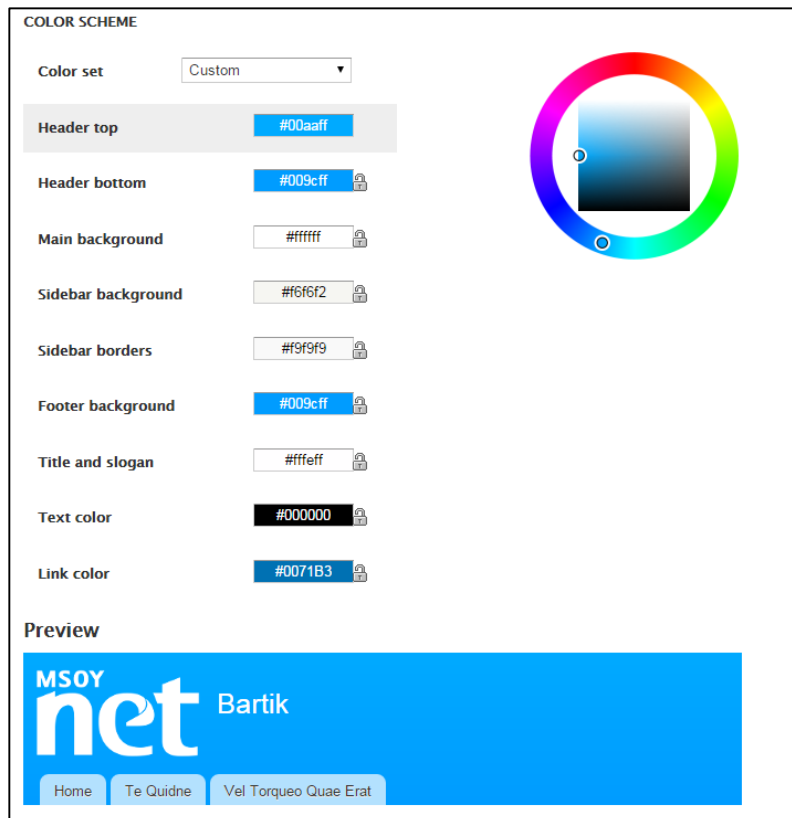 COLOR SCHEME
Color set Custom
Header top #00aaff
Header bottom #009cff
Main background #ffffff
Sidebar background #f6f6f2
Sidebar borders #f9f9f9
Footer background #009cff
Title and slogan #fffeff
Text color #000000
Link color #0071B3
Preview
MSOY
net Bartik
Home Te Quidne Vel Torqueo Quae Erat